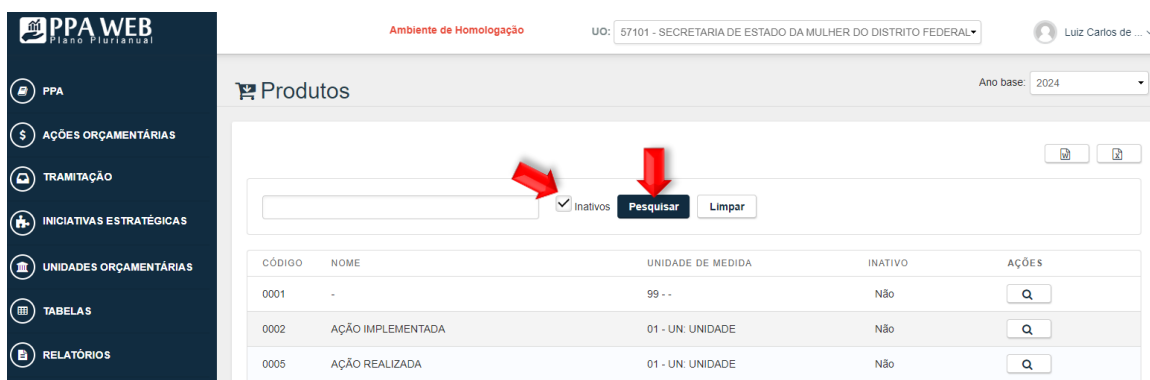 PPA WEB
Plano Plurianual
Ambiente de Homologação
UO: 57101 - SECRETARIA DE ESTADO DA MULHER DO DISTRITO FEDERAL
Luiz Carlos de ...
PPA
AÇÕES ORÇAMENTÁRIAS
TRAMITAÇÃO
INICIATIVAS ESTRATÉGICAS
UNIDADES ORÇAMENTÁRIAS
TABELAS
RELATÓRIOS
Produtos
Ano base: 2024
Inativos Pesquisar Limpar
CÓDIGO NOME UNIDADE DE MEDIDA INATIVO AÇÕES
0001 - 99 - - Não
0002 AÇÃO IMPLEMENTADA 01 - UN: UNIDADE Não
0005 AÇÃO REALIZADA 01 - UN: UNIDADE Não